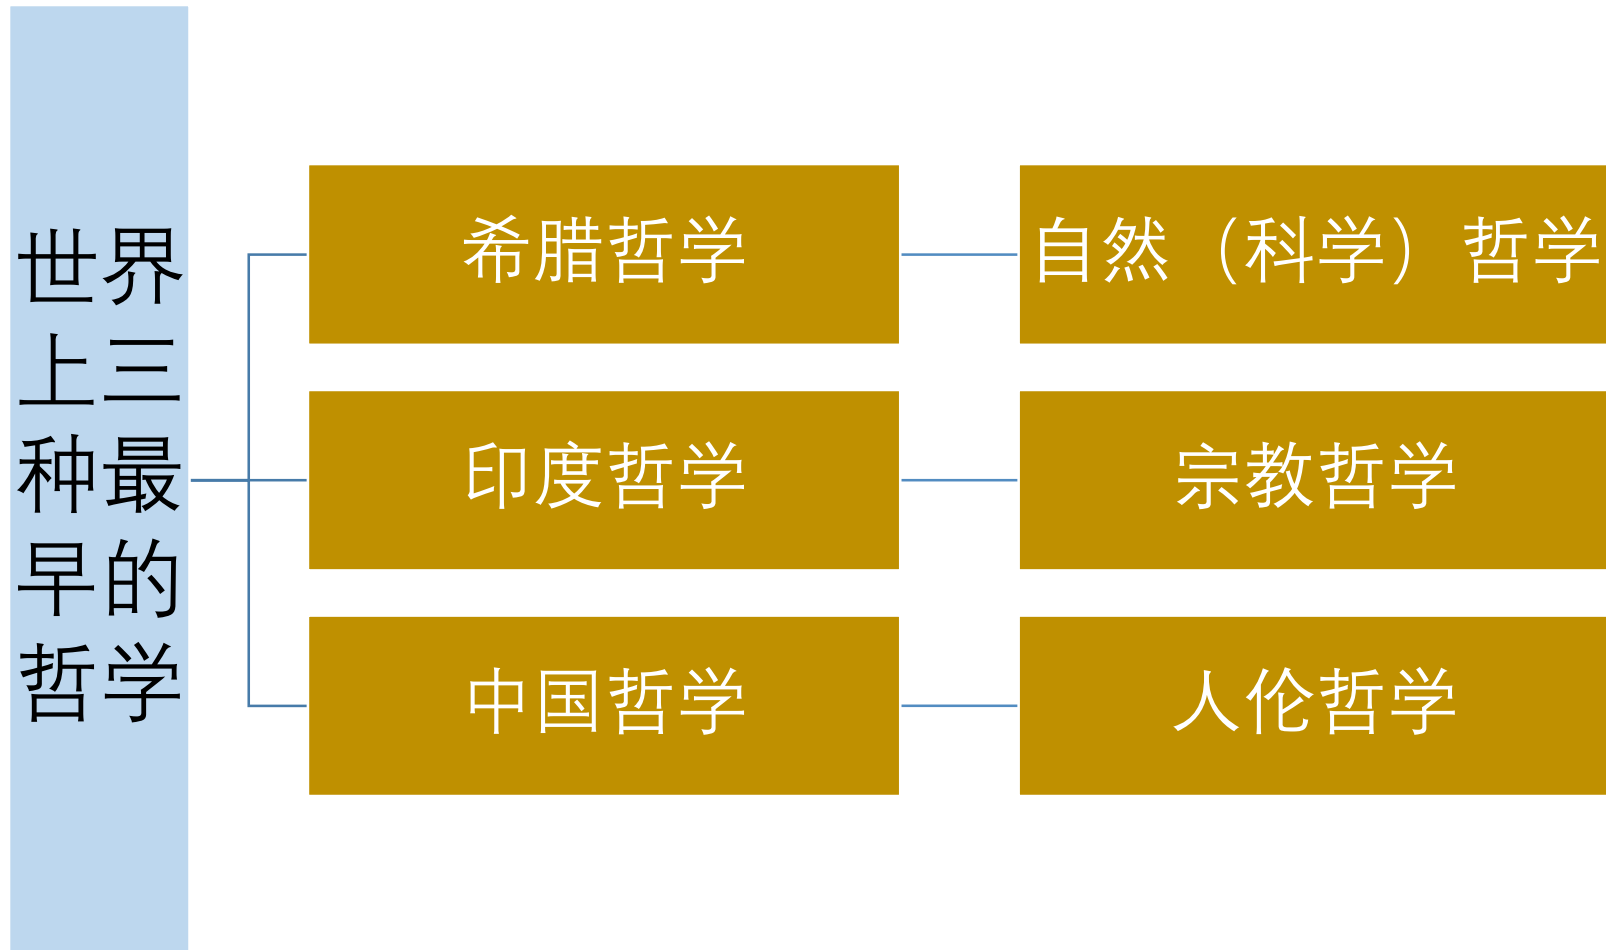 世界
上三
种最
早的
哲学
希腊哲学
自然（科学）哲学
印度哲学
宗教哲学
中国哲学
人伦哲学